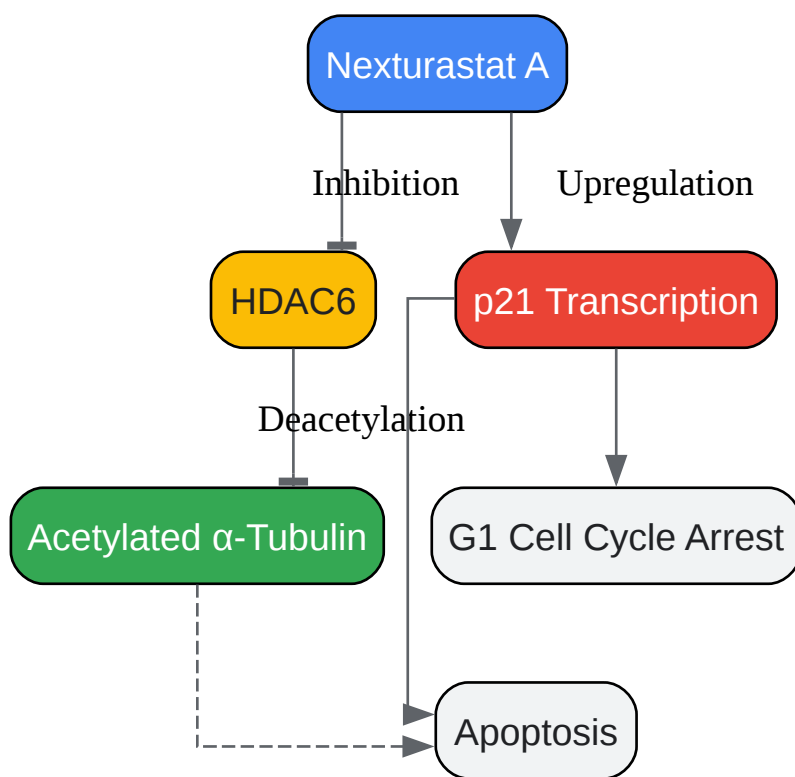 Nexturastat A
Inhibition
Upregulation
HDAC6
p21 Transcription
Deacetylation
Acetylated α-Tubulin
G1 Cell Cycle Arrest
Apoptosis